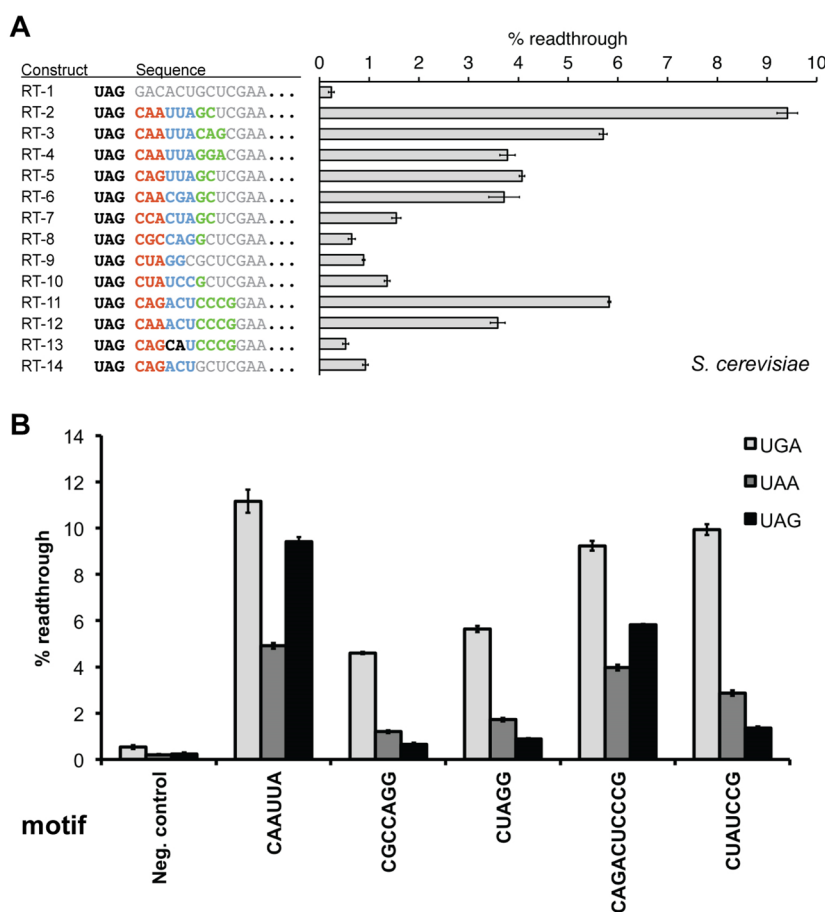 A
% readthrough
Construct Sequence
0 1 2 3 4 5 6 7 8 9 10
RT-1 UAG GACACUGCUCGAA...
RT-2 UAG CAAUUAGCUCGAA...
RT-3 UAG CAAUUACAGCGAA...
RT-4 UAG CAAUUAGGACGAA...
RT-5 UAG CAGUUAGCUCGAA...
RT-6 UAG CAACGAGCUCGAA...
RT-7 UAG CCACUAGCUCGAA...
RT-8 UAG CGCCAGGCUCGAA...
RT-9 UAG CUAGGCGCUCGAA...
RT-10 UAG CUAUCCGCUCGAA...
RT-11 UAG CAGACUCCCGGAA...
RT-12 UAG CAAACUCCCGGAA...
RT-13 UAG CAGCAUCCCGGAA...
RT-14 UAG CAGACUGCUCGAA...
S. cerevisiae
B
14
12
10
8
6
4
2
0
% readthrough
UGA
UAA
UAG
motif
Neg. control
CAAUUA
CGCCAGG
CUAGG
CAGACUCCCG
CUAUCCG